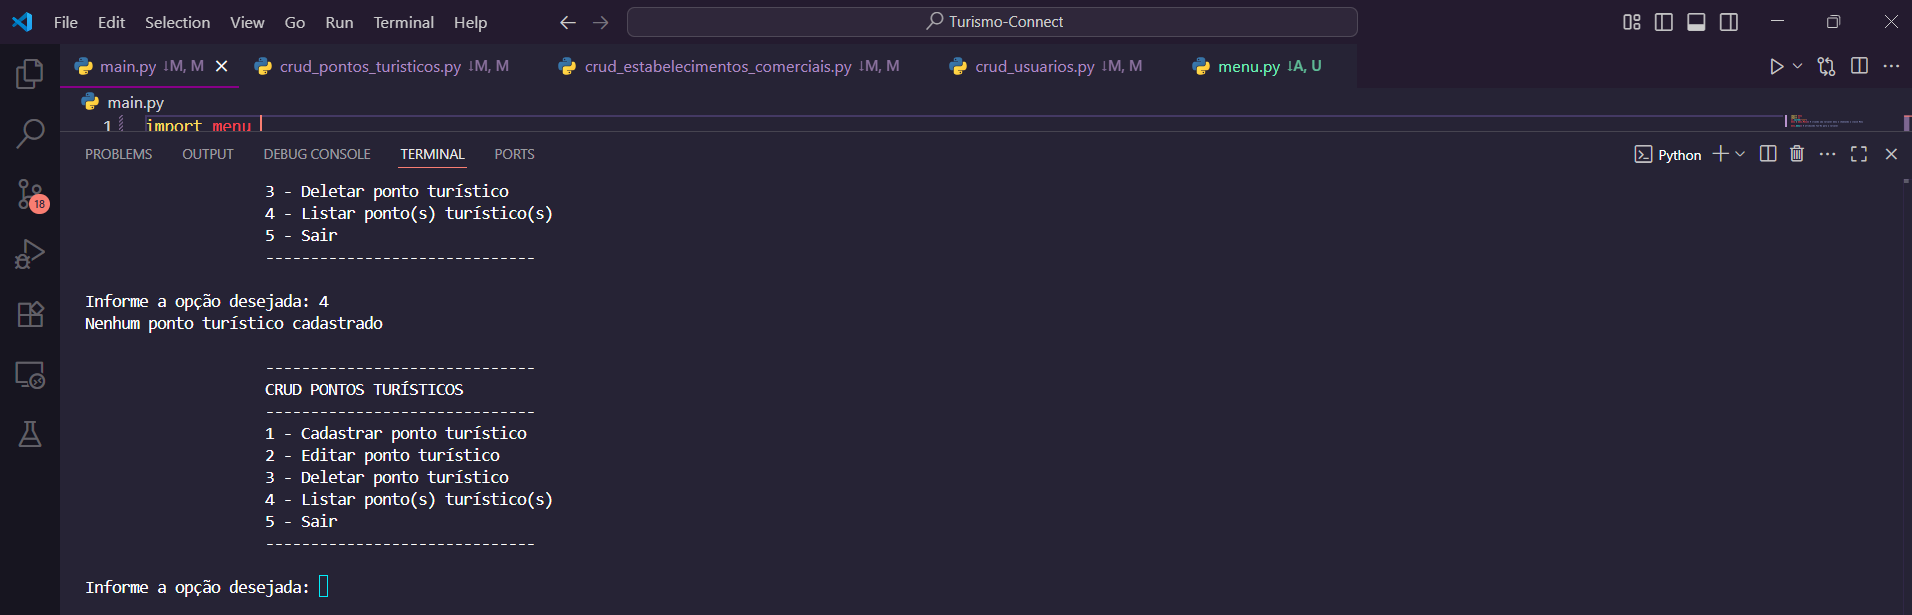 File Edit Selection View Go Run Terminal Help
Turismo-Connect
main.py ↓M, M
crud_pontos_turisticos.py ↓M, M
crud_estabelecimentos_comerciais.py ↓M, M
crud_usuarios.py ↓M, M
menu.py ↓A, U
main.py
1 import menu
PROBLEMS OUTPUT DEBUG CONSOLE TERMINAL PORTS
Python
18
3 - Deletar ponto turístico
4 - Listar ponto(s) turístico(s)
5 - Sair
------------------------------
Informe a opção desejada: 4
Nenhum ponto turístico cadastrado
------------------------------
CRUD PONTOS TURÍSTICOS
------------------------------
1 - Cadastrar ponto turístico
2 - Editar ponto turístico
3 - Deletar ponto turístico
4 - Listar ponto(s) turístico(s)
5 - Sair
------------------------------
Informe a opção desejada: